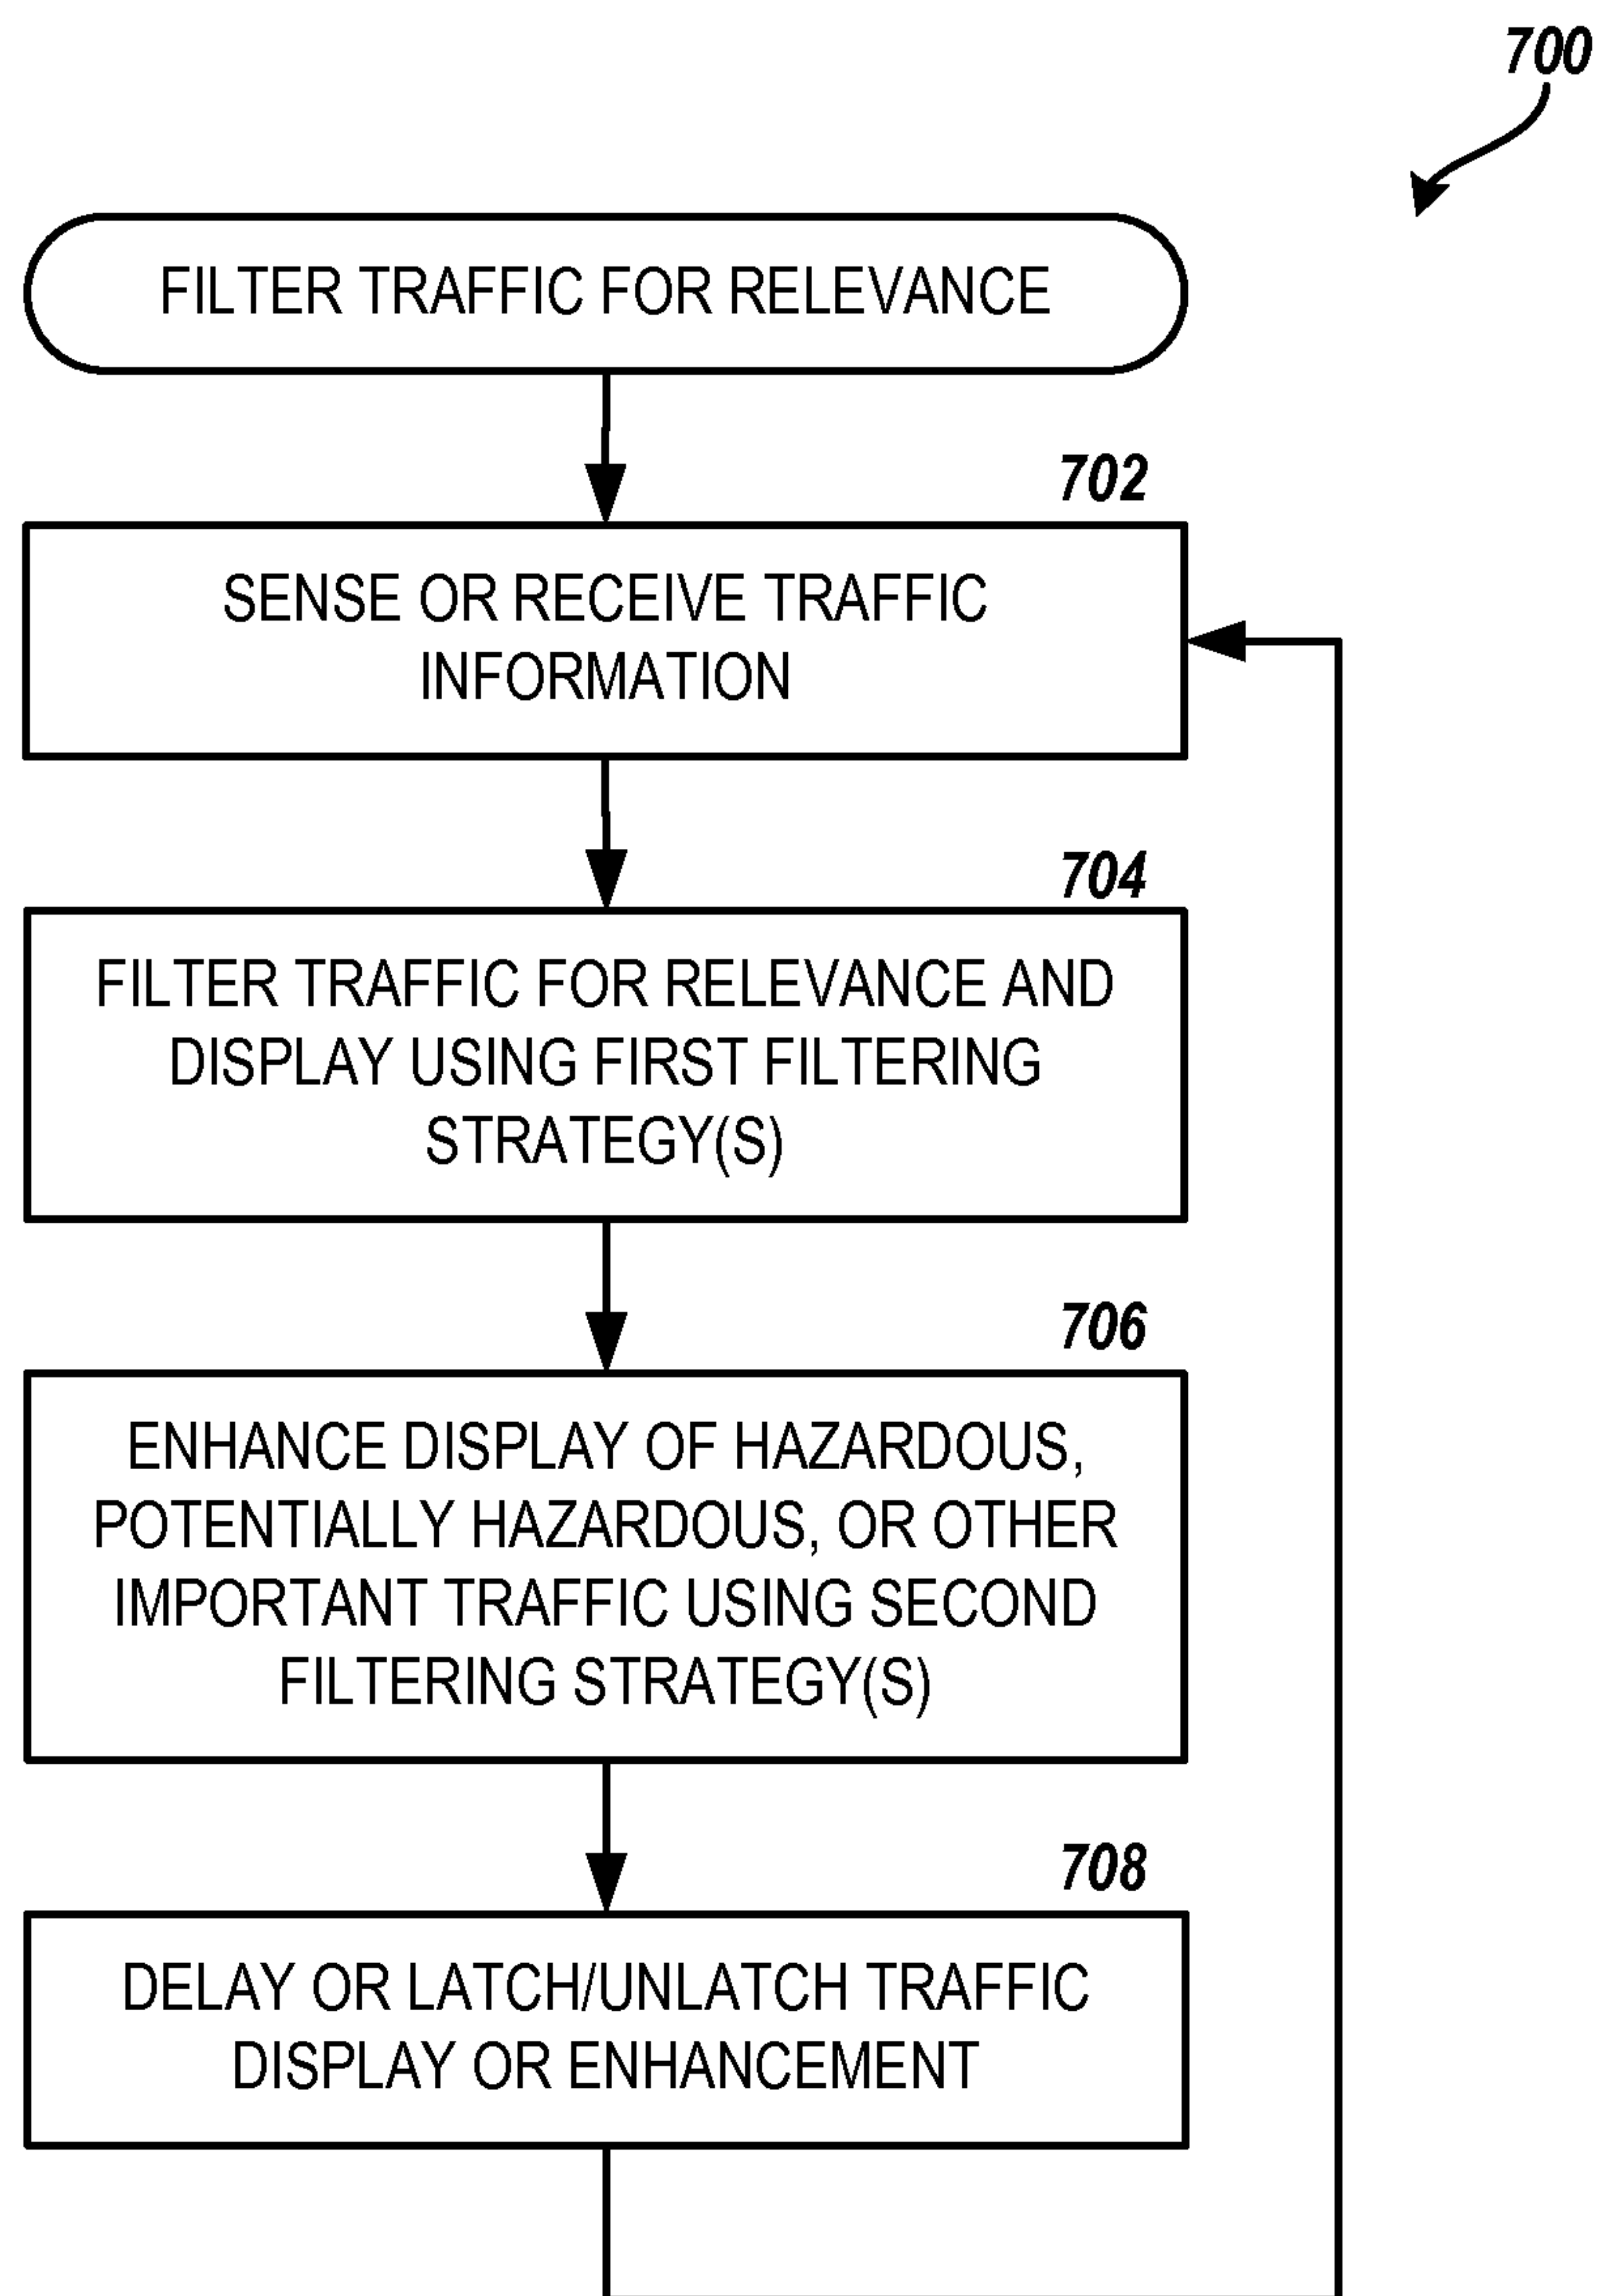 700
FILTER TRAFFIC FOR RELEVANCE
702
SENSE OR RECEIVE TRAFFIC
INFORMATION
704
FILTER TRAFFIC FOR RELEVANCE AND
DISPLAY USING FIRST FILTERING
STRATEGY(S)
706
ENHANCE DISPLAY OF HAZARDOUS,
POTENTIALLY HAZARDOUS, OR OTHER
IMPORTANT TRAFFIC USING SECOND
FILTERING STRATEGY(S)
708
DELAY OR LATCH/UNLATCH TRAFFIC
DISPLAY OR ENHANCEMENT